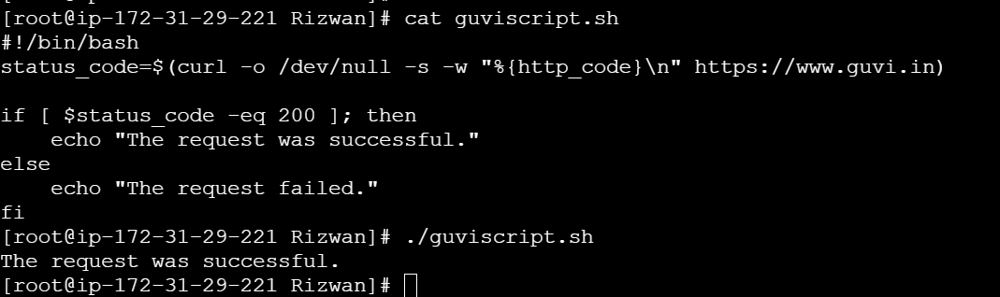 [root@ip-172-31-29-221 Rizwan]# cat guviscript.sh
#!/bin/bash
status_code=$(curl -o /dev/null -s -w "%{http_code}\n" https://www.guvi.in)

if [ $status_code -eq 200 ]; then
    echo "The request was successful."
else
    echo "The request failed."
fi
[root@ip-172-31-29-221 Rizwan]# ./guviscript.sh
The request was successful.
[root@ip-172-31-29-221 Rizwan]#